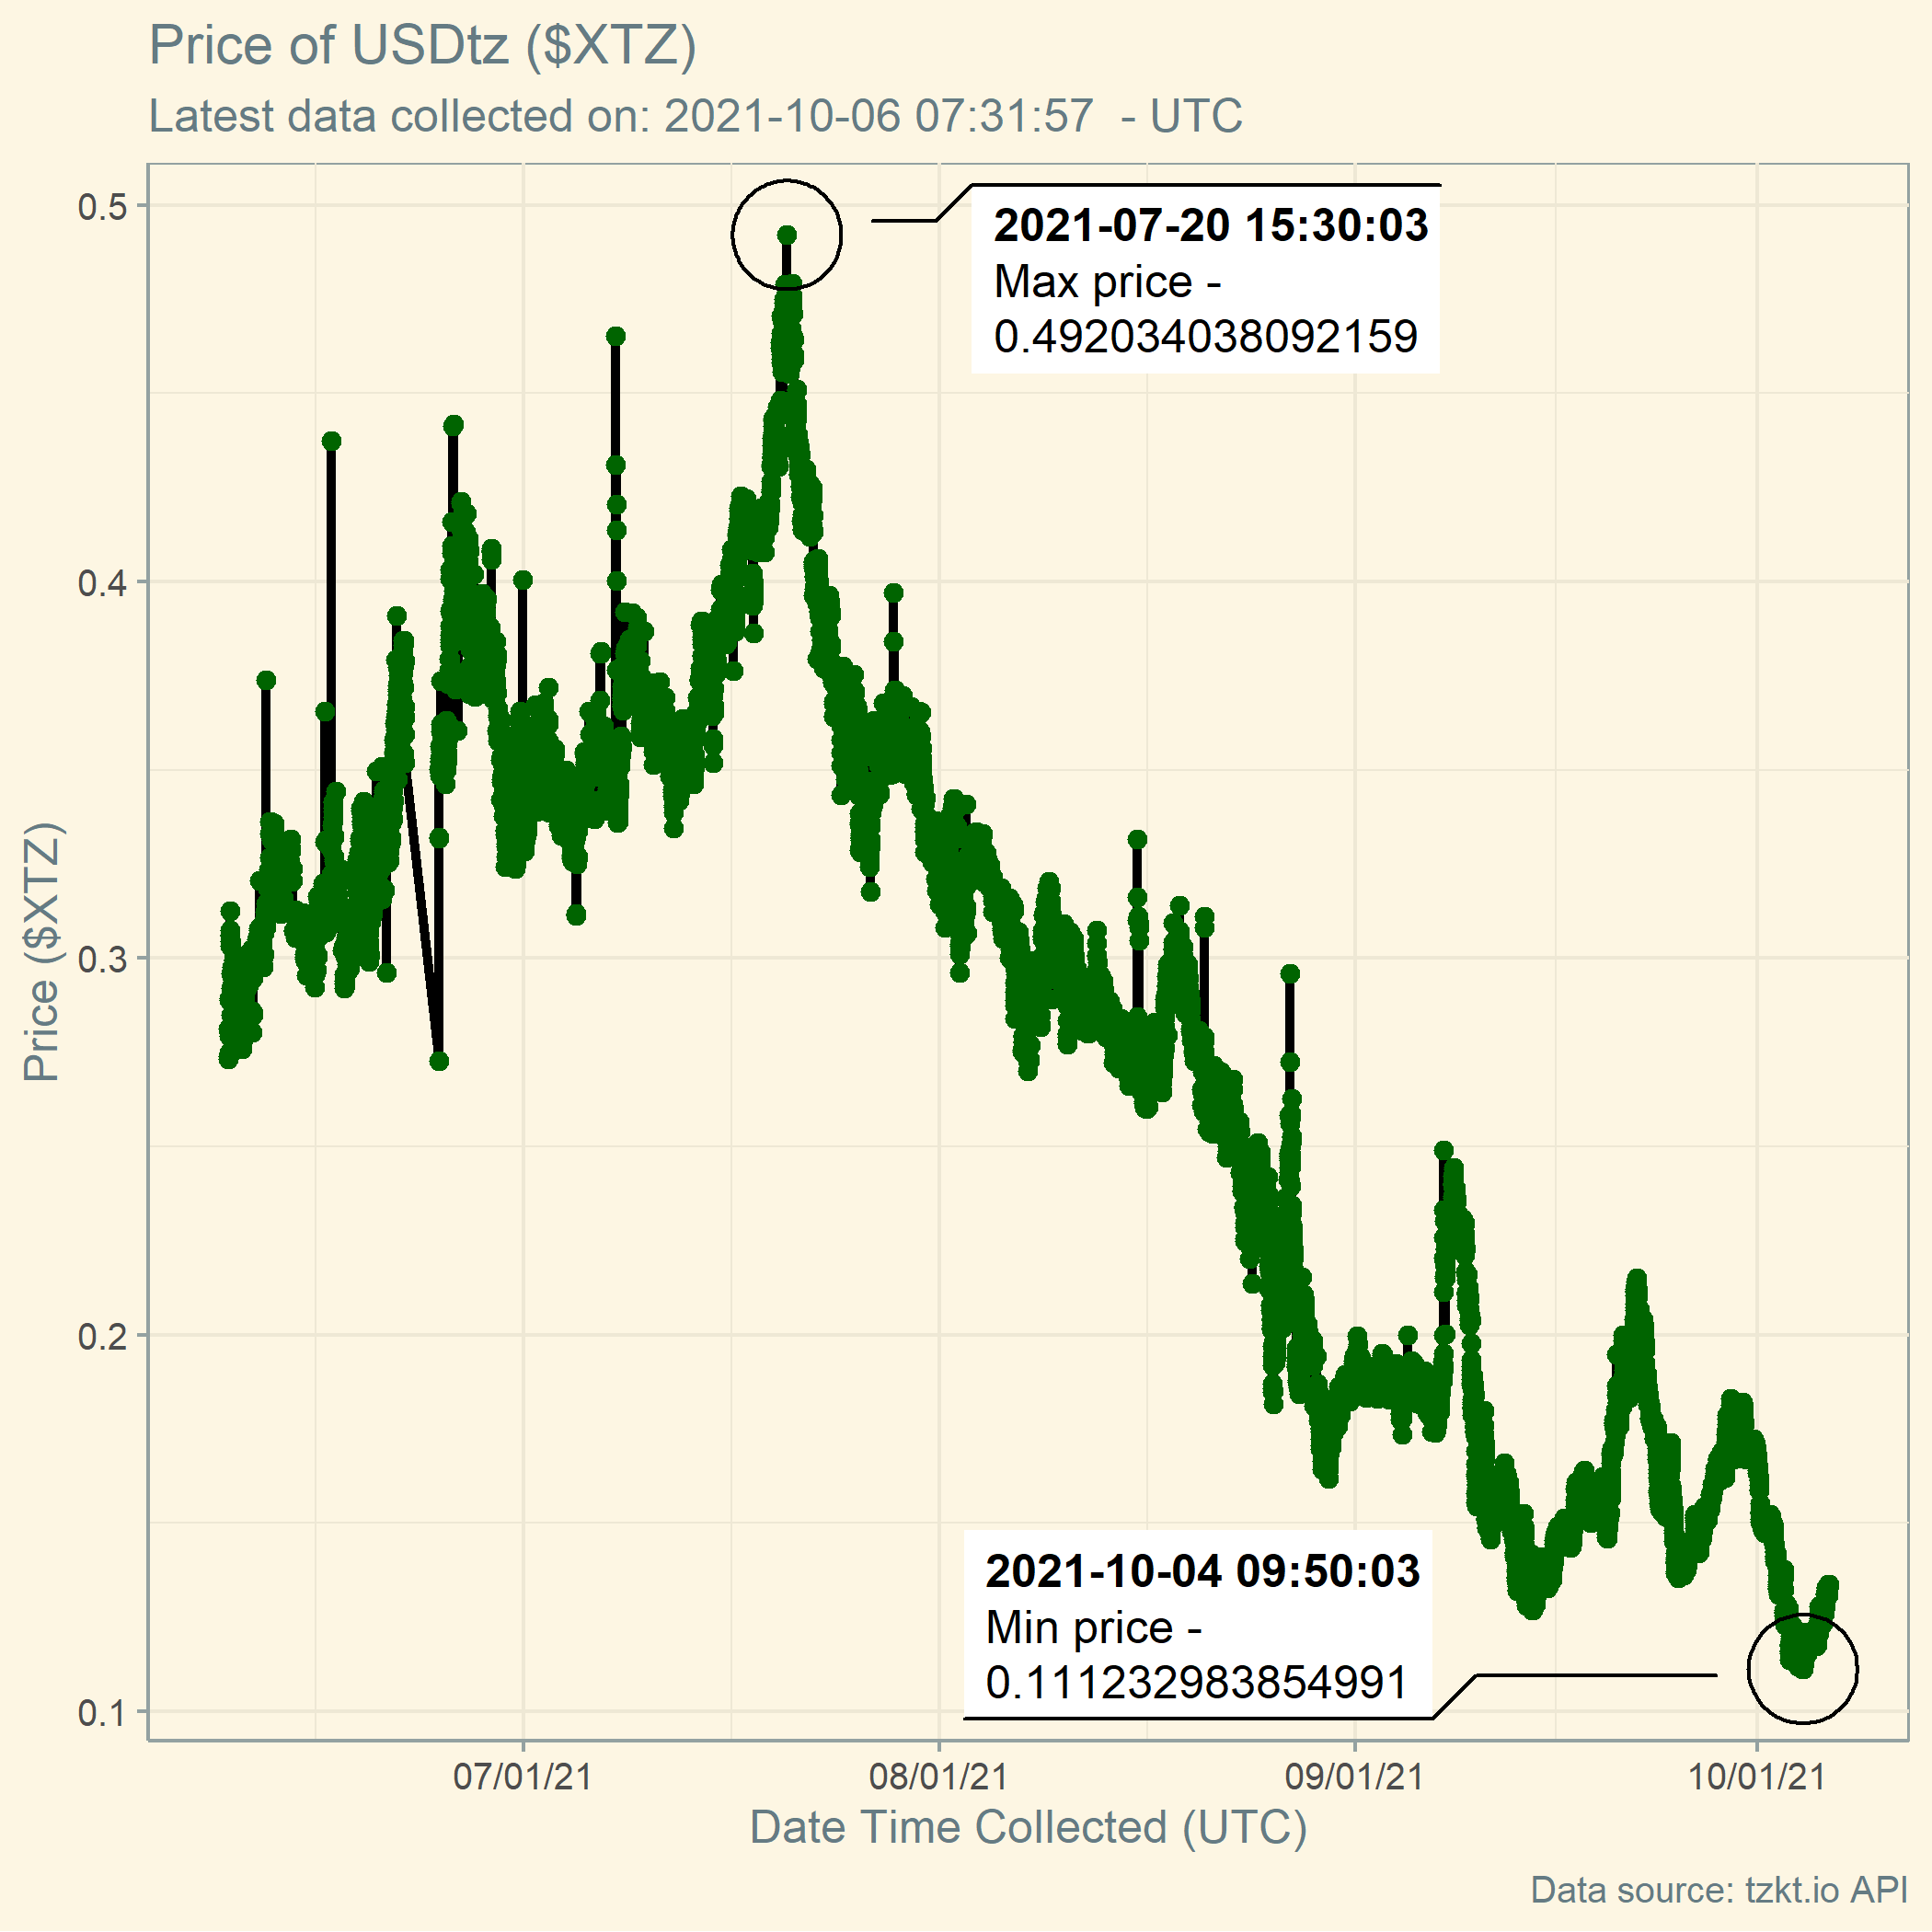 Price of USDtz ($XTZ)
Latest data collected on: 2021-10-06 07:31:57  - UTC
0.5
0.4
0.3
0.2
0.1
Price ($XTZ)
2021-07-20 15:30:03
Max price -
0.492034038092159
2021-10-04 09:50:03
Min price -
0.111232983854991
07/01/21
08/01/21
09/01/21
10/01/21
Date Time Collected (UTC)
Data source: tzkt.io API